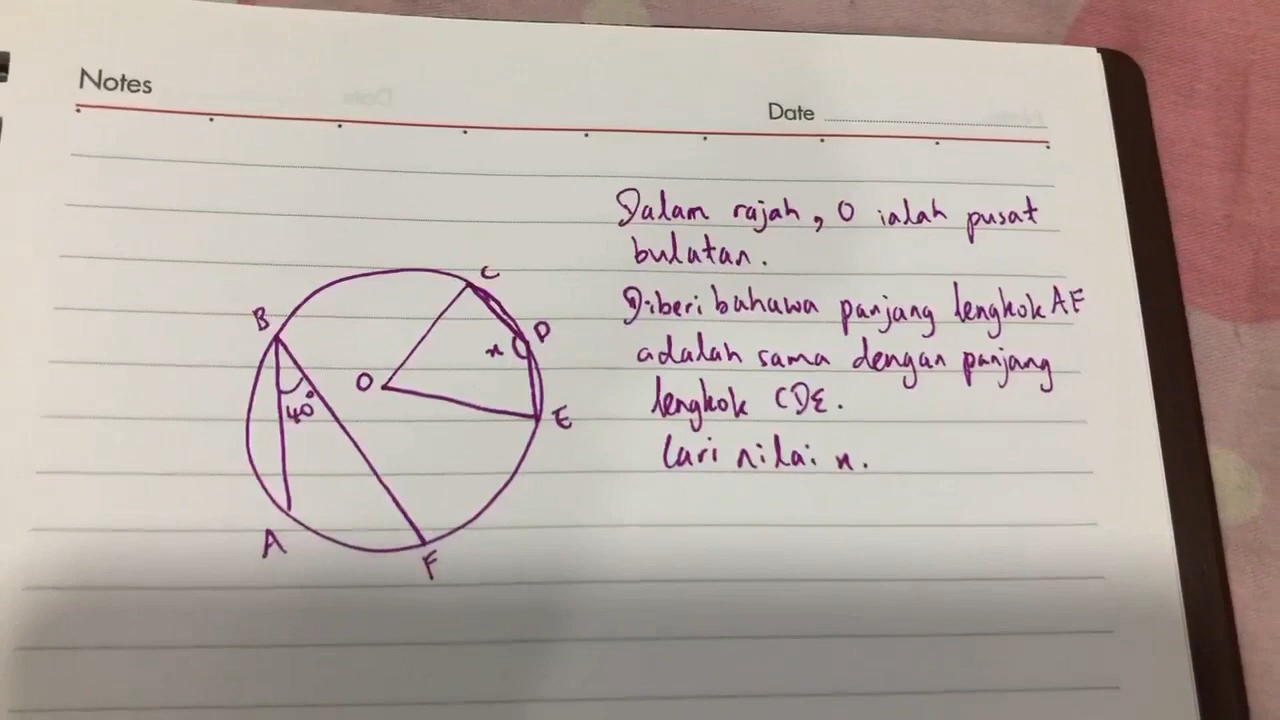 Notes
Date
Dalam rajah, O ialah pusat
bulatan.
Diberi bahawa panjang lengkok AF
adalah sama dengan panjang
lengkok CDE.
Cari nilai x.
C
B
D
x
O
40°
E
A
F